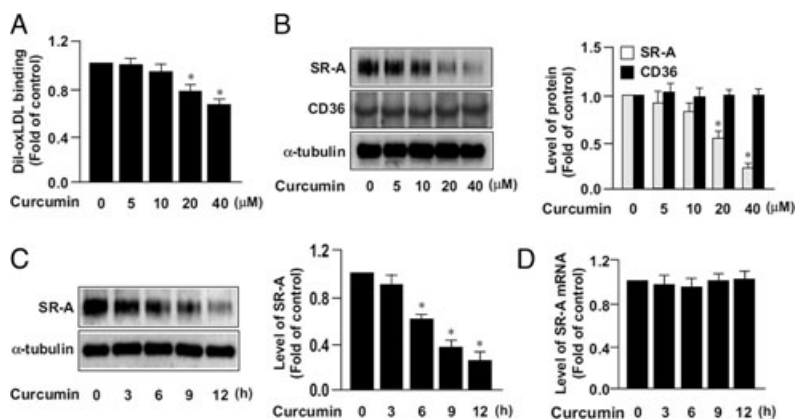 A
DiI-oxLDL binding
(Fold of control)
1.2
0.8
0.4
0.0
*
*
Curcumin 0 5 10 20 40 (μM)
B
SR-A
CD36
α-tubulin
Curcumin 0 5 10 20 40 (μM)
SR-A
CD36
Level of protein
(Fold of control)
1.5
1.0
0.5
0.0
*
*
Curcumin 0 5 10 20 40 (μM)
C
SR-A
α-tubulin
Curcumin 0 3 6 9 12 (h)
Level of SR-A
(Fold of control)
1.2
0.8
0.4
0.0
*
*
*
Curcumin 0 3 6 9 12 (h)
D
Level of SR-A mRNA
(Fold of control)
1.2
0.8
0.4
0.0
Curcumin 0 3 6 9 12 (h)